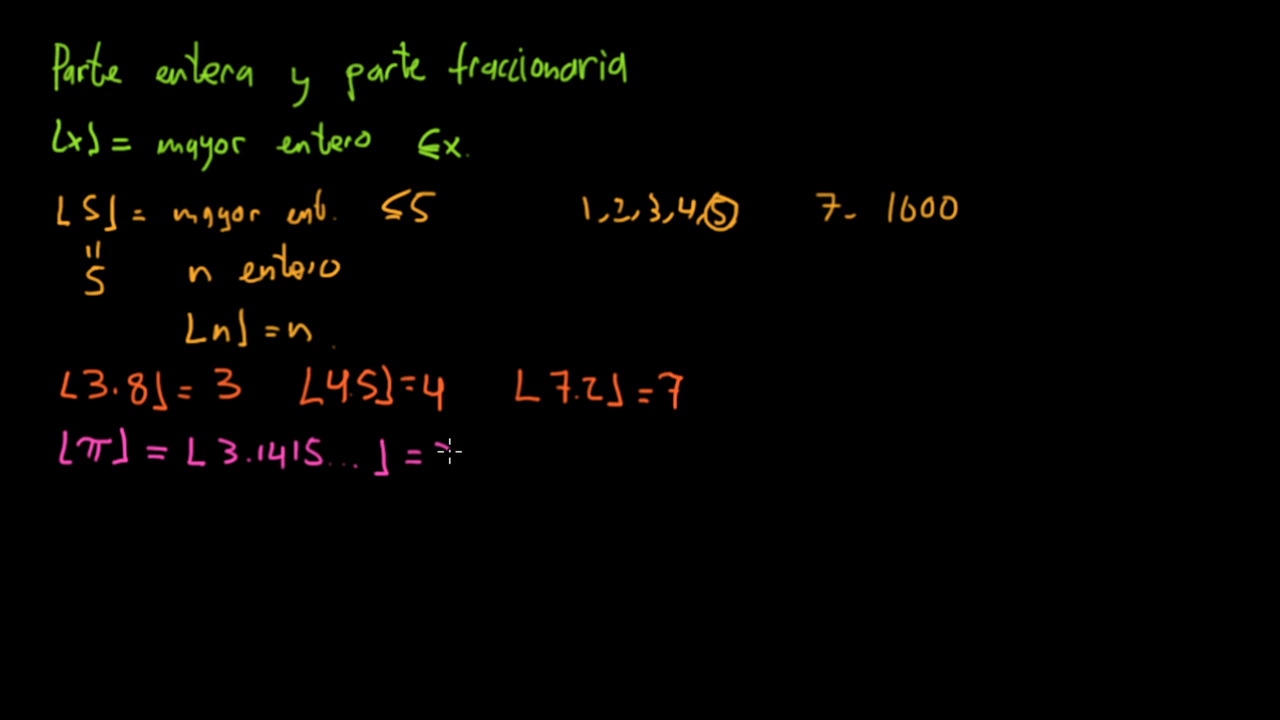 Parte entera y parte fraccionaria
⌊x⌋ = mayor entero ≤x.
⌊5⌋ = mayor ent. ≤5 1,2,3,4,5 7- 1000
=
5 n entero
⌊n⌋ = n.
⌊3.8⌋ = 3 ⌊4.5⌋ = 4 ⌊7.2⌋ = 7
⌊π⌋ = ⌊3.1415...⌋ =